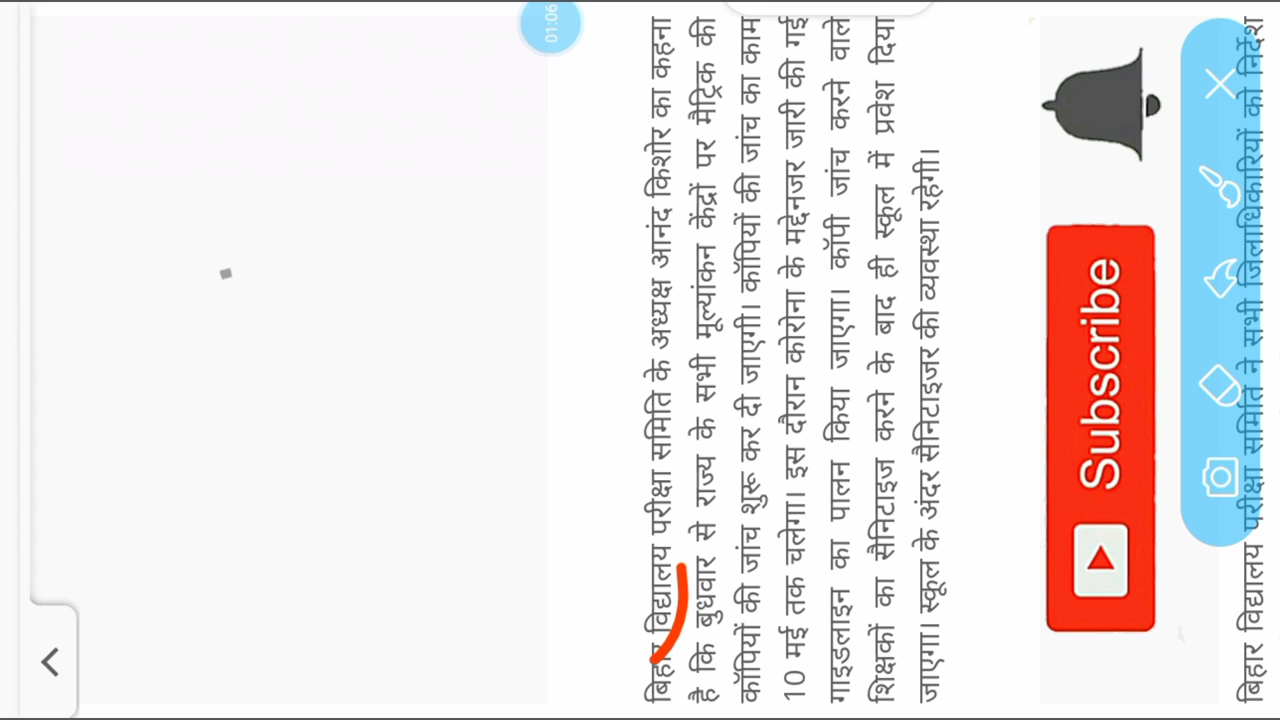 01:06
बिहार विद्यालय परीक्षा समिति के अध्यक्ष आनंद किशोर का कहना
है कि बुधवार से राज्य के सभी मूल्यांकन केंद्रों पर मैट्रिक की
कॉपियों की जांच शुरू कर दी जाएगी। कॉपियों की जांच का काम
10 मई तक चलेगा। इस दौरान कोरोना के मद्देनजर जारी की गई
गाइडलाइन का पालन किया जाएगा। कॉपी जांच करने वाले
शिक्षकों का सैनिटाइज करने के बाद ही स्कूल में प्रवेश दिया
जाएगा। स्कूल के अंदर सैनिटाइजर की व्यवस्था रहेगी।
Subscribe
बिहार विद्यालय परीक्षा समिति ने सभी जिलाधिकारियों को निर्देश